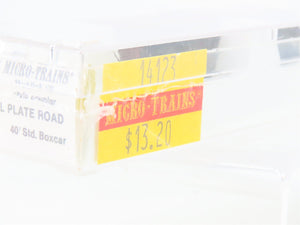 MICRO-TRAINS
L PLATE ROAD
40' Std. Boxcar
14123
MICRO-TRAINS
$13.20